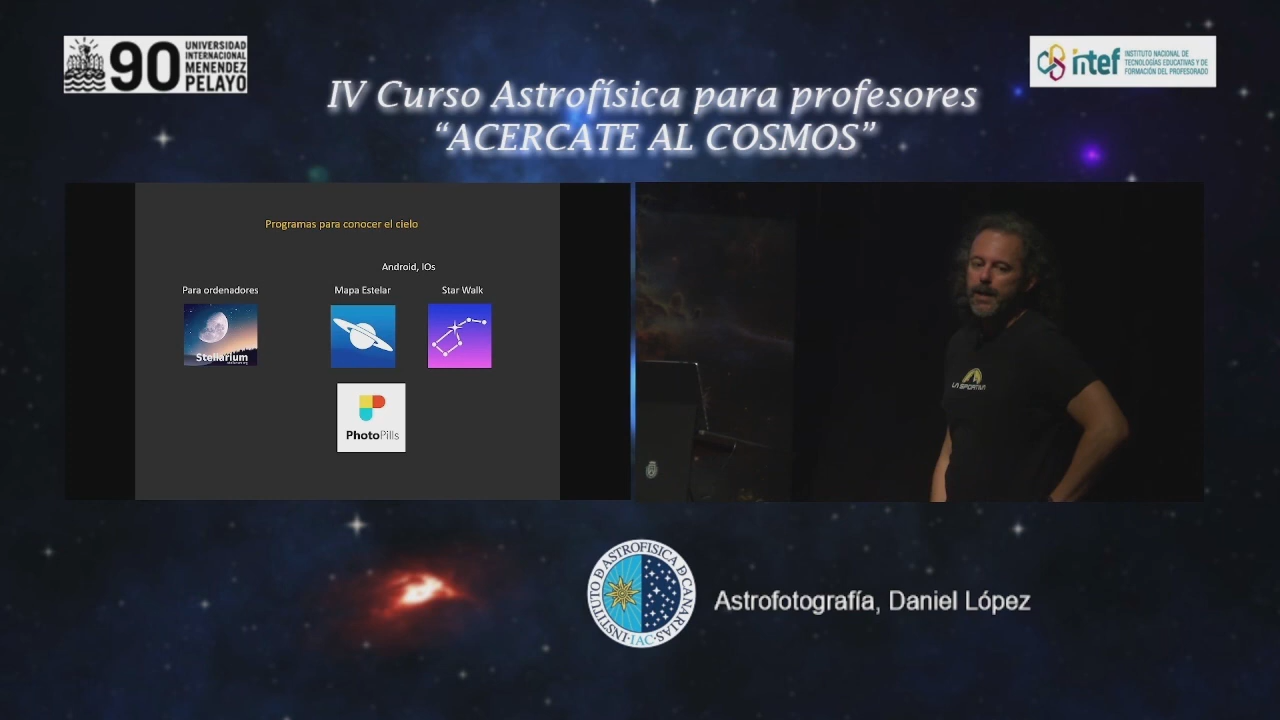 90
UNIVERSIDAD
INTERNACIONAL
MENENDEZ
PELAYO
intef
INSTITUTO NACIONAL DE
TECNOLOGÍAS EDUCATIVAS Y DE
FORMACIÓN DEL PROFESORADO
IV Curso Astrofísica para profesores
“ACERCATE AL COSMOS”
Programas para conocer el cielo
Android, IOs
Para ordenadores
Mapa Estelar
Star Walk
Stellarium
PhotoPills
LA SPORTIVA
INSTITUTO D ASTROFISICA D CANARIAS
·IAC·
Astrofotografía, Daniel López